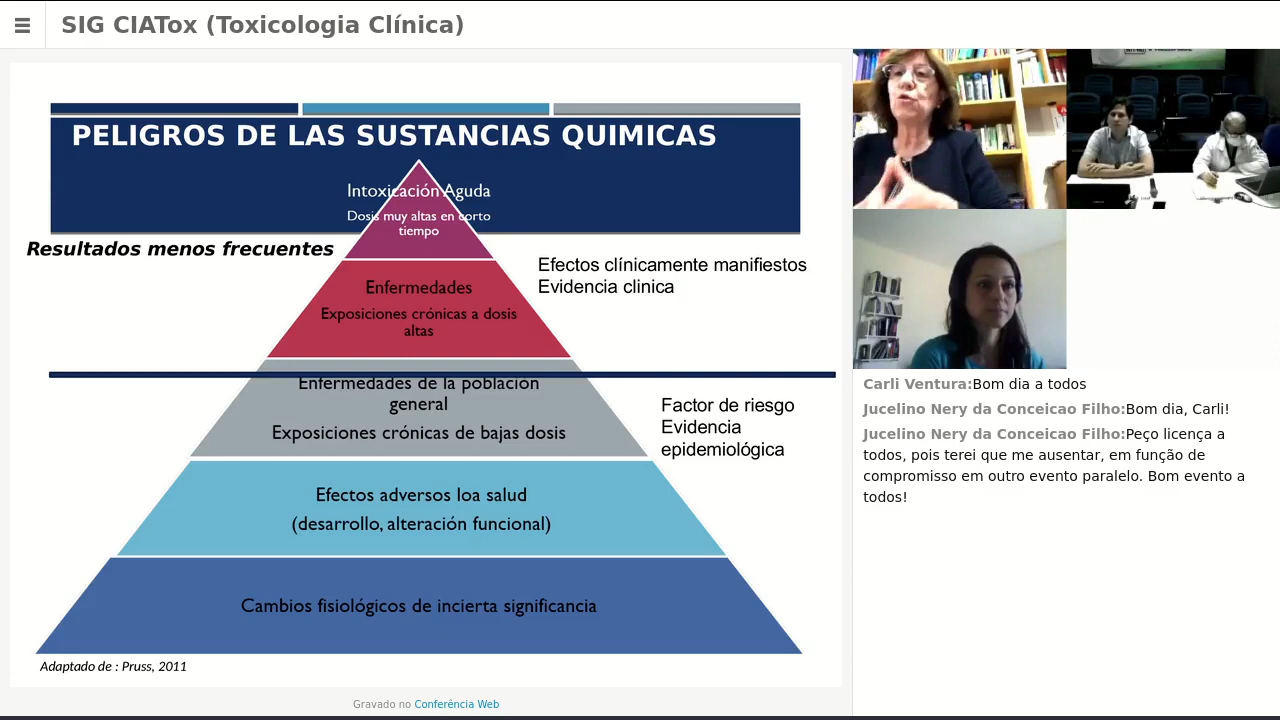 SIG CIATox (Toxicologia Clínica)
PELIGROS DE LAS SUSTANCIAS QUIMICAS
Intoxicación Aguda
Dosis muy altas en corto
tiempo
Resultados menos frecuentes
Efectos clínicamente manifiestos
Evidencia clinica
Enfermedades
Exposiciones crónicas a dosis
altas
Enfermedades de la población
general
Exposiciones crónicas de bajas dosis
Factor de riesgo
Evidencia
epidemiológica
Efectos adversos loa salud
(desarrollo, alteración funcional)
Cambios fisiológicos de incierta significancia
Adaptado de : Pruss, 2011
Gravado no Conferência Web
Carli Ventura:Bom dia a todos
Jucelino Nery da Conceicao Filho:Bom dia, Carli!
Jucelino Nery da Conceicao Filho:Peço licença a
todos, pois terei que me ausentar, em função de
compromisso em outro evento paralelo. Bom evento a
todos!